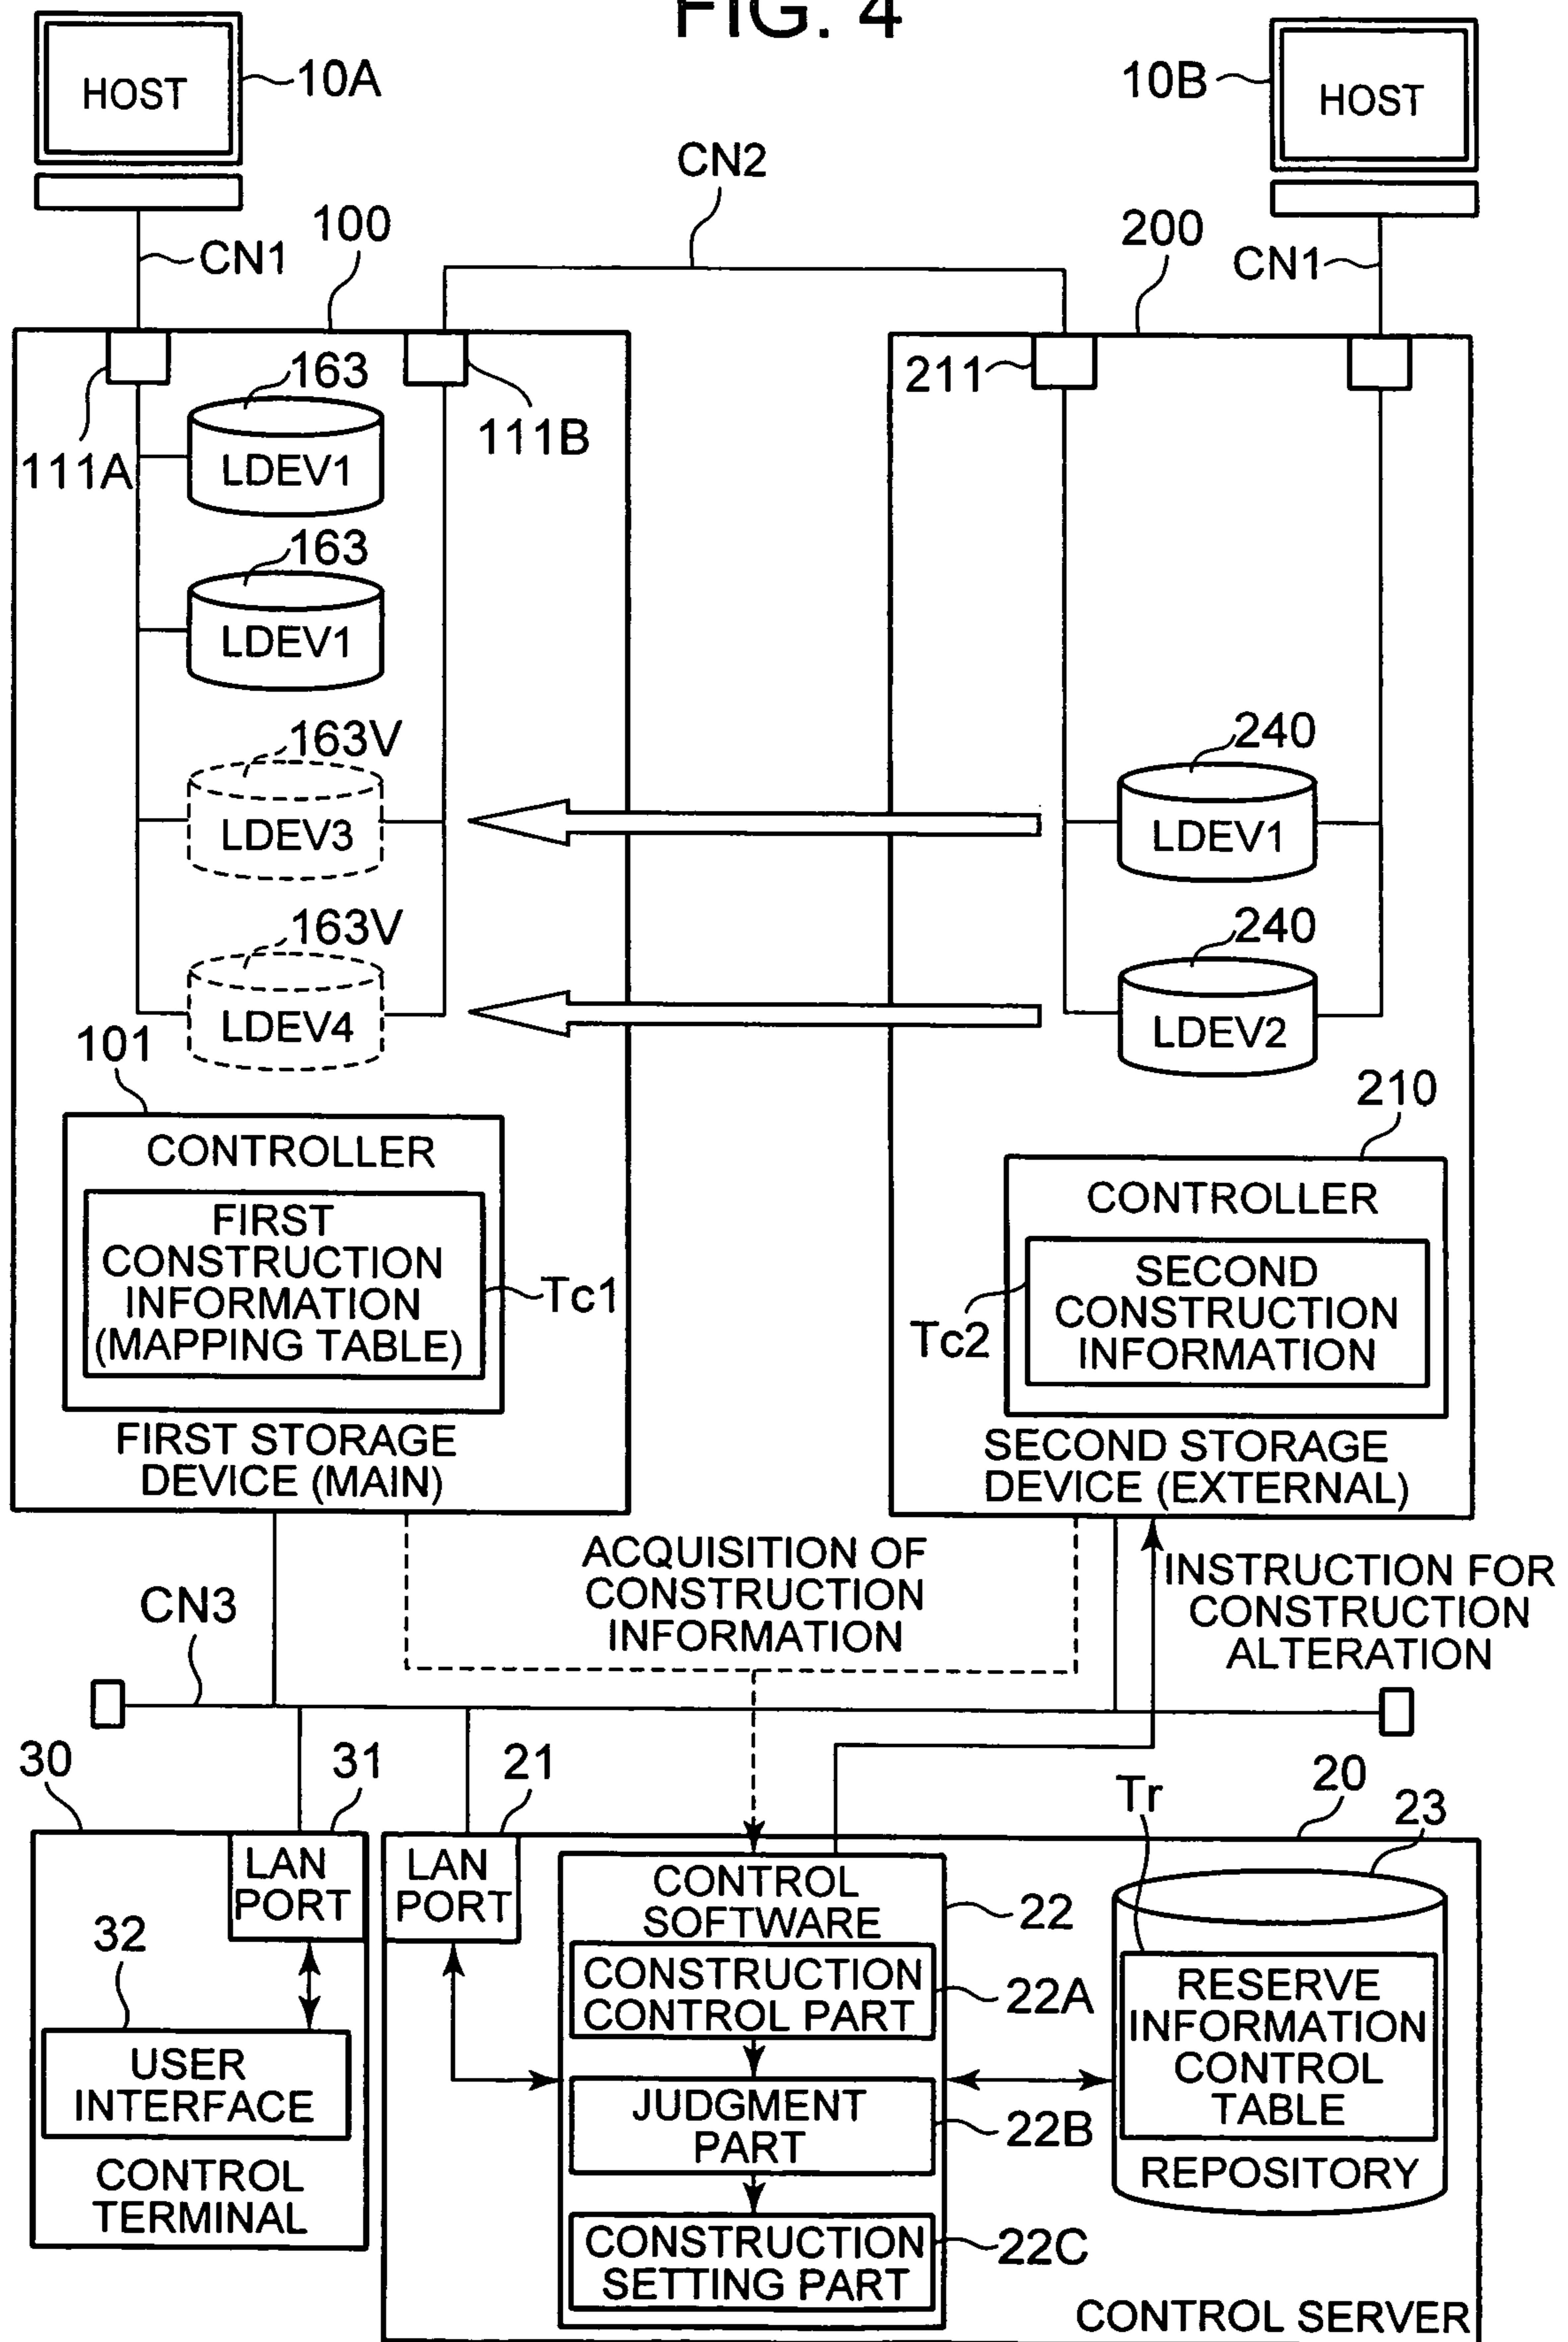 FIG. 4
HOST
10A
10B
HOST
CN2
CN1
100
200
CN1
163
211
111A
111B
LDEV1
163
LDEV1
163V
LDEV3
240
LDEV1
163V
LDEV4
240
LDEV2
101
210
CONTROLLER
FIRST
CONSTRUCTION
INFORMATION
(MAPPING TABLE)
Tc1
CONTROLLER
SECOND
CONSTRUCTION
INFORMATION
Tc2
FIRST STORAGE
DEVICE (MAIN)
SECOND STORAGE
DEVICE (EXTERNAL)
ACQUISITION OF
CONSTRUCTION
INFORMATION
INSTRUCTION FOR
CONSTRUCTION
ALTERATION
CN3
30
31
21
20
Tr
23
LAN
PORT
LAN
PORT
32
USER
INTERFACE
CONTROL
TERMINAL
CONTROL
SOFTWARE
22
CONSTRUCTION
CONTROL PART
22A
JUDGMENT
PART
22B
CONSTRUCTION
SETTING PART
22C
RESERVE
INFORMATION
CONTROL
TABLE
REPOSITORY
CONTROL SERVER